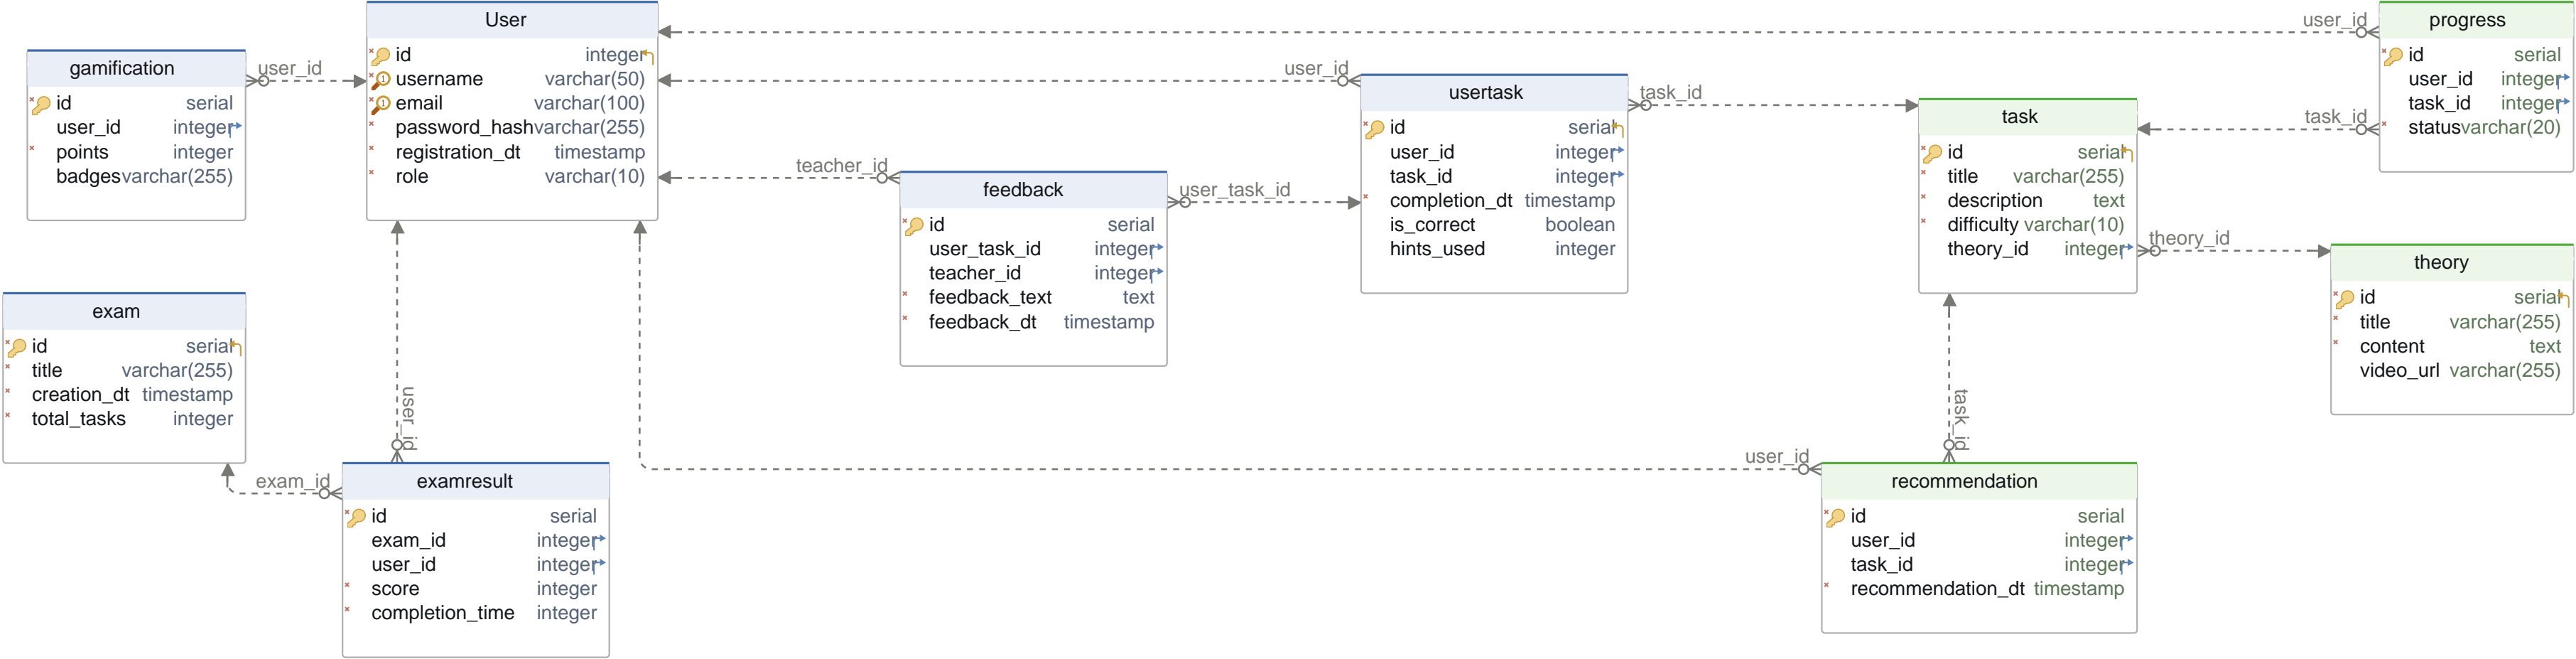 User
id integer
username varchar(50)
email varchar(100)
password_hash varchar(255)
registration_dt timestamp
role varchar(10)
gamification
id serial
user_id integer
points integer
badges varchar(255)
user_id
user_id
user_id
teacher_id
feedback
id serial
user_task_id integer
teacher_id integer
feedback_text text
feedback_dt timestamp
user_task_id
usertask
id serial
user_id integer
task_id integer
completion_dt timestamp
is_correct boolean
hints_used integer
task_id
task
id serial
title varchar(255)
description text
difficulty varchar(10)
theory_id integer
progress
id serial
user_id integer
task_id integer
status varchar(20)
task_id
theory_id
theory
id serial
title varchar(255)
content text
video_url varchar(255)
exam
id serial
title varchar(255)
creation_dt timestamp
total_tasks integer
exam_id
user_id
examresult
id serial
exam_id integer
user_id integer
score integer
completion_time integer
user_id
task_id
recommendation
id serial
user_id integer
task_id integer
recommendation_dt timestamp